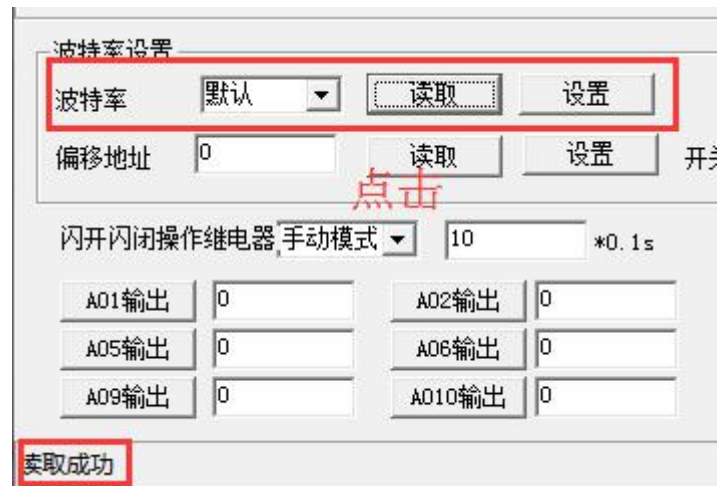 波特率设置
波特率 默认 读取 设置
偏移地址 0 读取 设置 开关
点击
闪开闪闭操作继电器 手动模式 10 *0.1s
A01输出 0 A02输出 0
A05输出 0 A06输出 0
A09输出 0 A010输出 0
读取成功